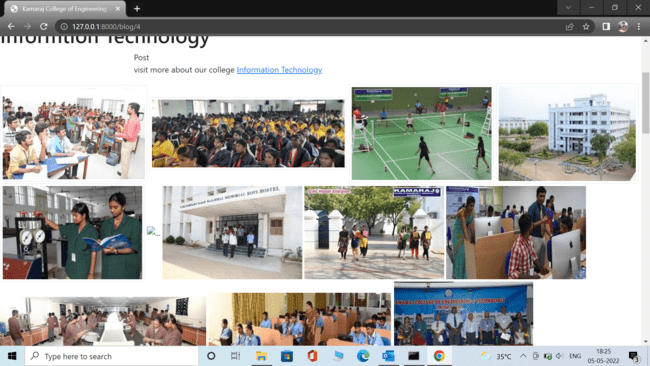 Kamaraj College of Engineering
127.0.0.1:8000/blog/4
Information Technology
Post
visit more about our college Information Technology
KAMARAJ
Type here to search
35°C
ENG
18:25
05-05-2022
3